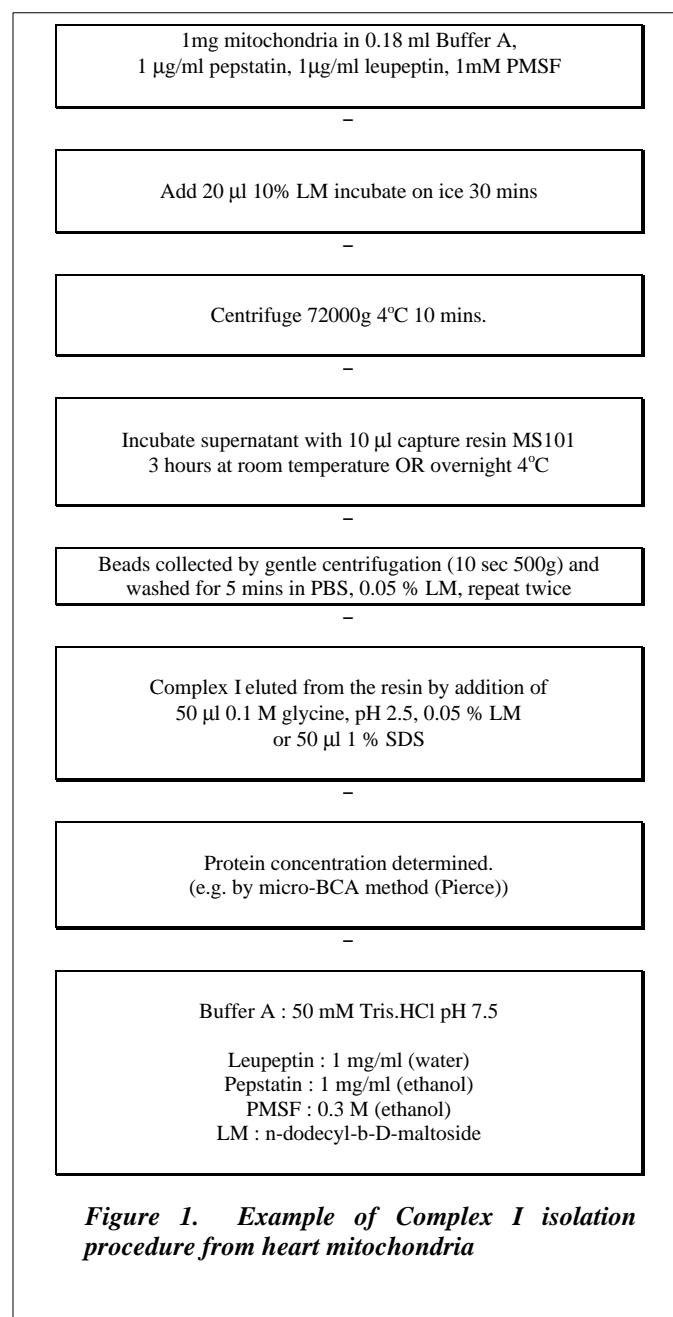 1mg mitochondria in 0.18 ml Buffer A,
1 µg/ml pepstatin, 1µg/ml leupeptin, 1mM PMSF
–
Add 20 µl 10% LM incubate on ice 30 mins
–
Centrifuge 72000g 4°C 10 mins.
–
Incubate supernatant with 10 µl capture resin MS101
3 hours at room temperature OR overnight 4°C
–
Beads collected by gentle centrifugation (10 sec 500g) and
washed for 5 mins in PBS, 0.05 % LM, repeat twice
–
Complex I eluted from the resin by addition of
50 µl 0.1 M glycine, pH 2.5, 0.05 % LM
or 50 µl 1 % SDS
–
Protein concentration determined.
(e.g. by micro-BCA method (Pierce))
–
Buffer A : 50 mM Tris.HCl pH 7.5
Leupeptin : 1 mg/ml (water)
Pepstatin : 1 mg/ml (ethanol)
PMSF : 0.3 M (ethanol)
LM : n-dodecyl-b-D-maltoside
Figure 1. Example of Complex I isolation
procedure from heart mitochondria